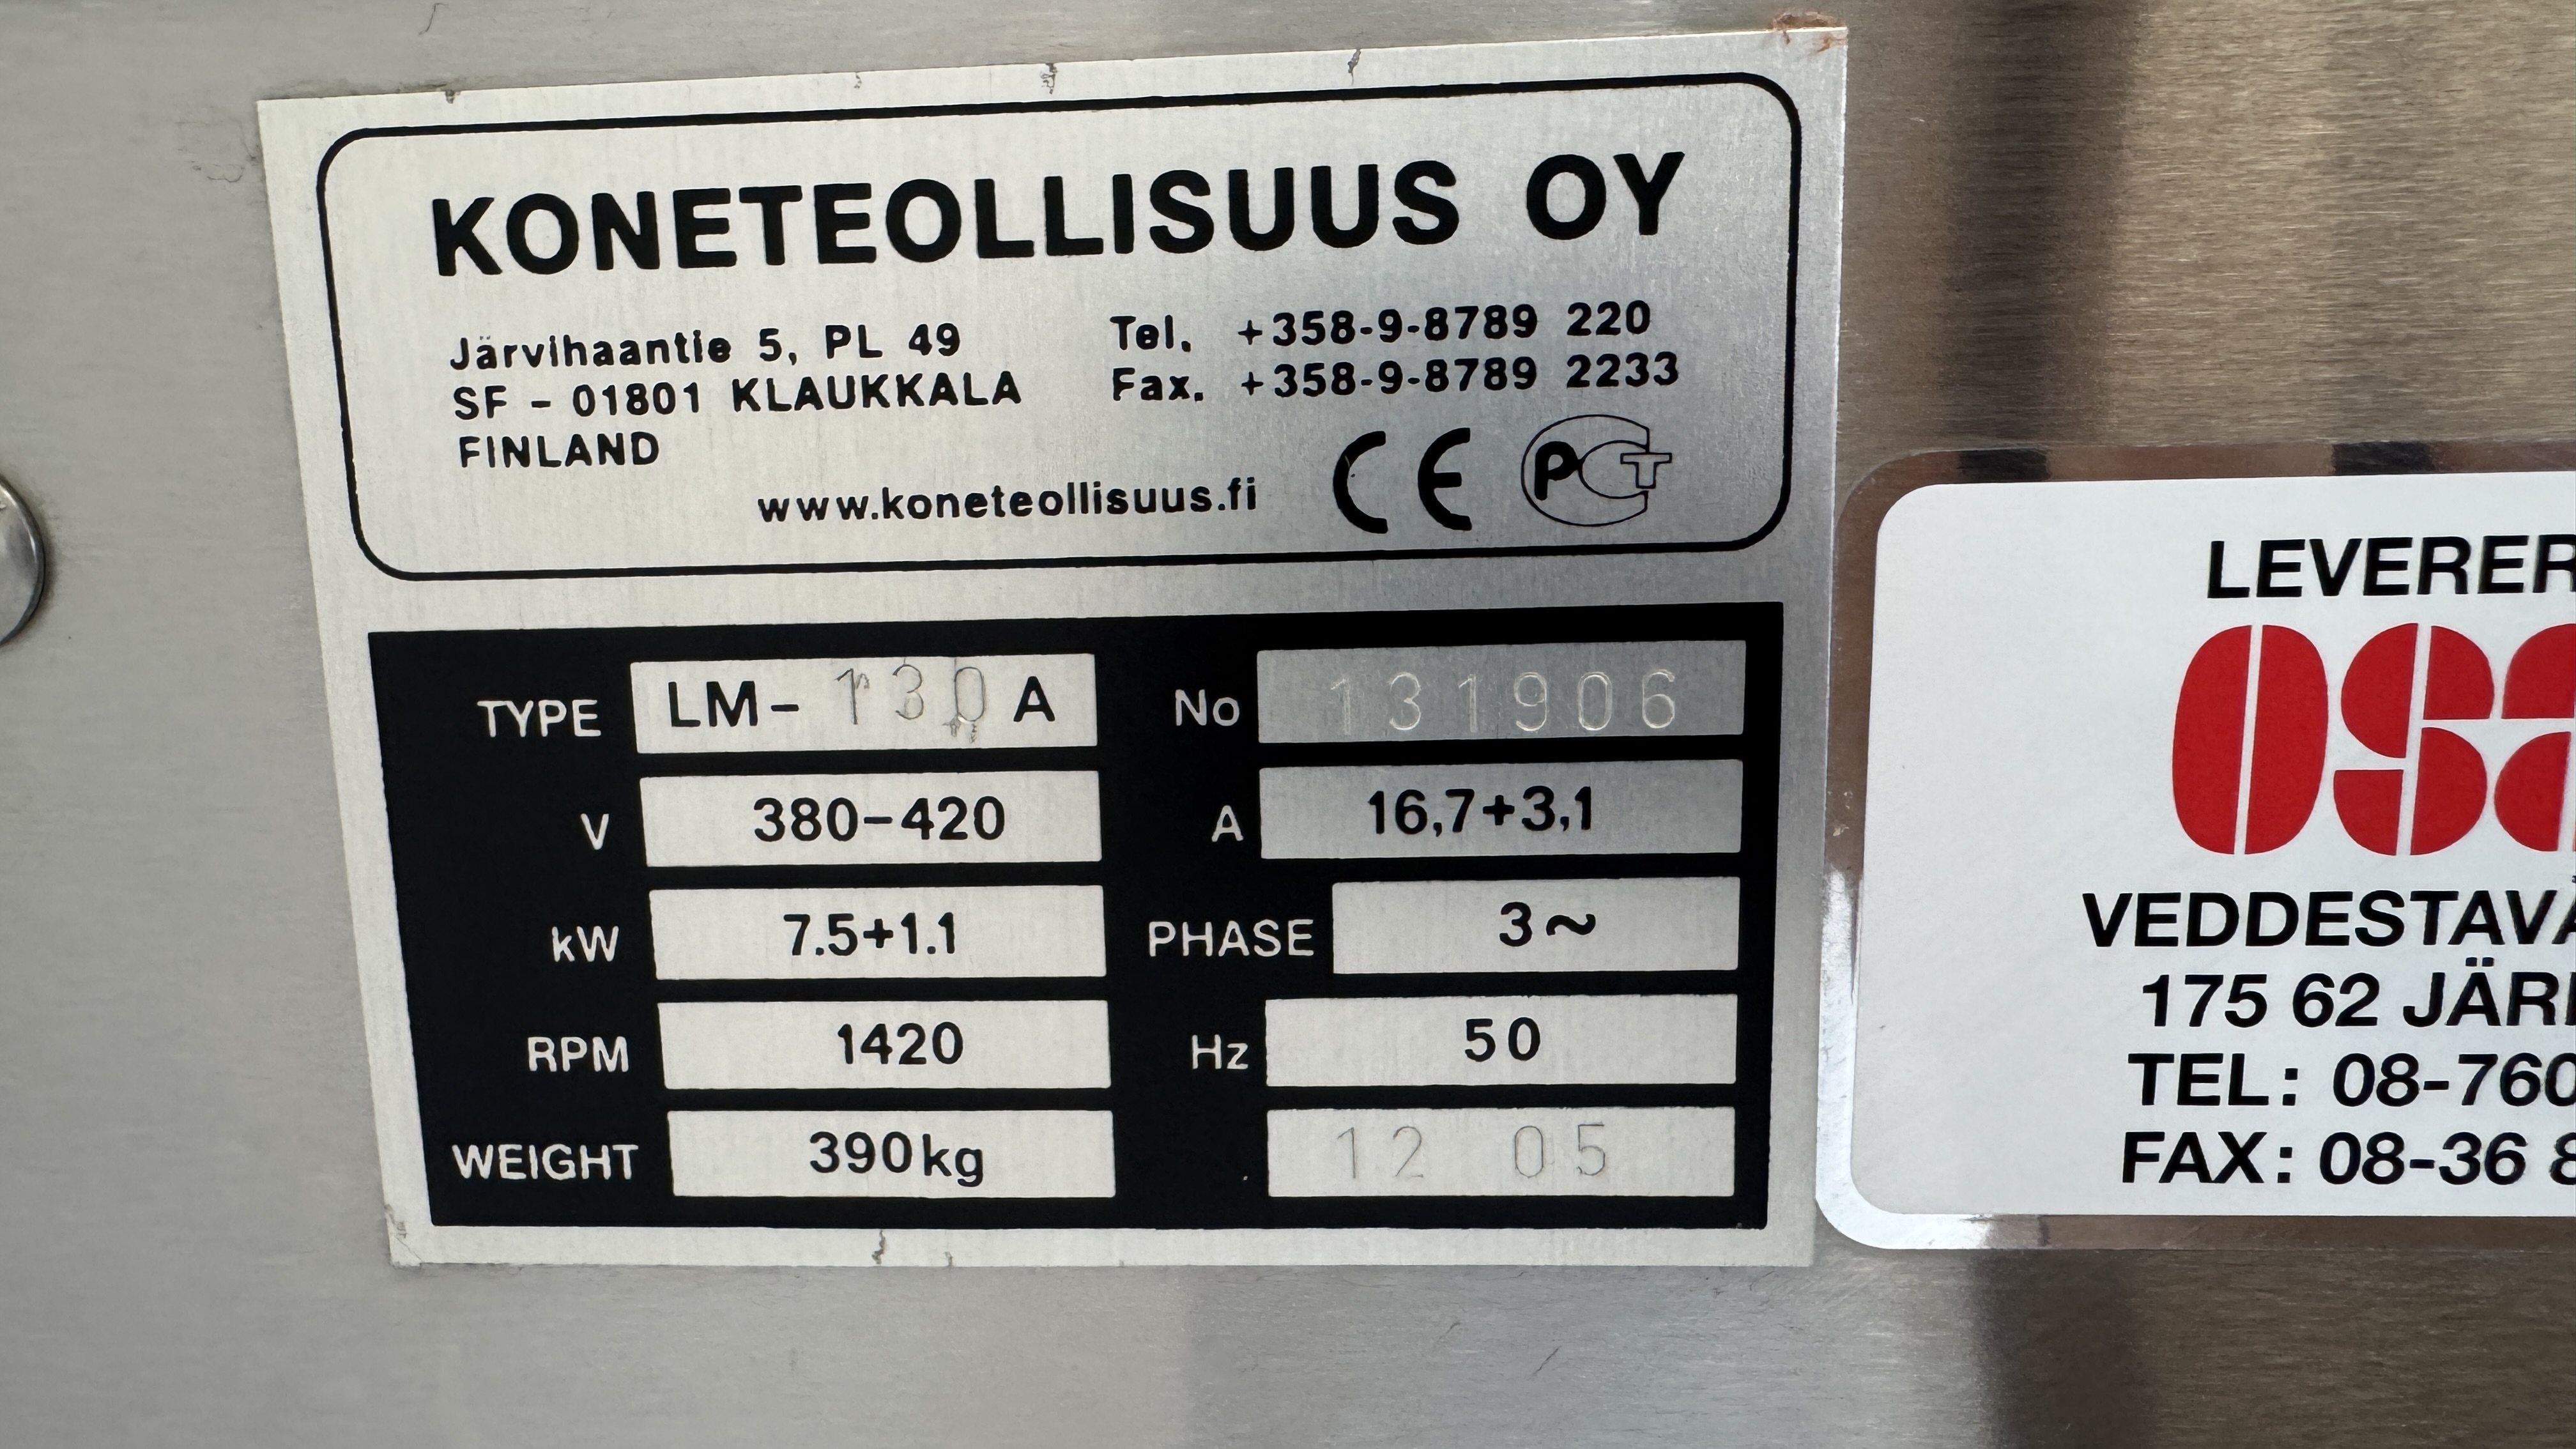 KONETEOLLISUUS OY
Järvihaantie 5, PL 49
SF - 01801 KLAUKKALA
FINLAND
Tel. +358-9-8789 220
Fax. +358-9-8789 2233
www.koneteollisuus.fi
CE PCT
TYPE LM-130 A No 131906
V 380-420 A 16,7+3,1
kW 7.5+1.1 PHASE 3~
RPM 1420 Hz 50
WEIGHT 390kg 12 05
LEVERER
OSA
VEDDESTAVÄ
175 62 JÄR
TEL: 08-760
FAX: 08-36 8